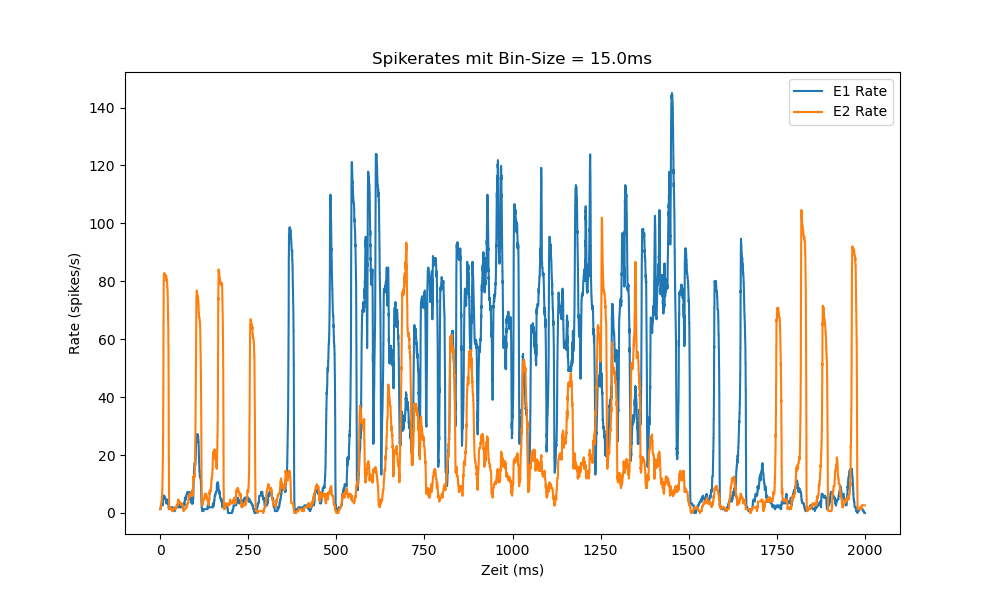 Spikerates mit Bin-Size = 15.0ms
E1 Rate
E2 Rate
Rate (spikes/s)
140
120
100
80
60
40
20
0
0 250 500 750 1000 1250 1500 1750 2000
Zeit (ms)